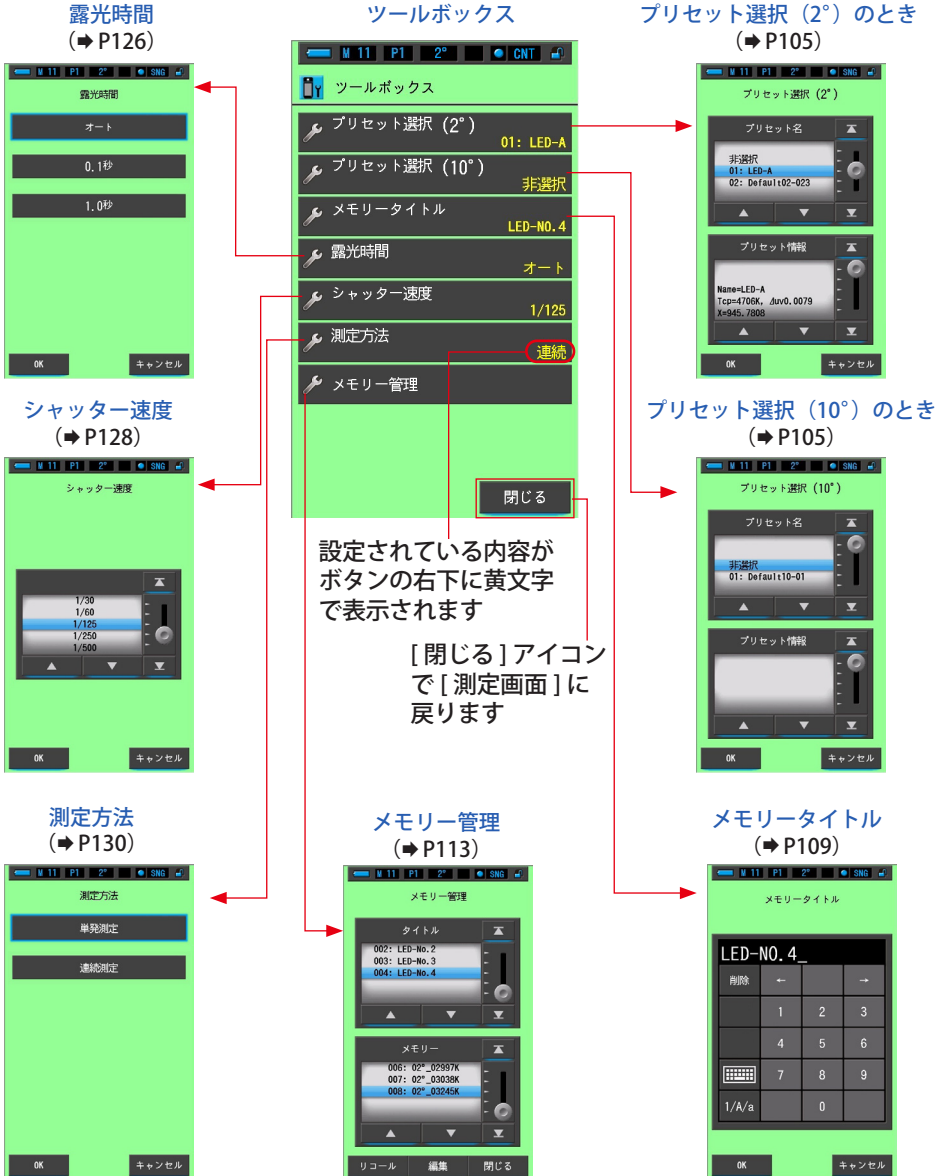 露光時間
（➡ P126）
M 11 P1 2° SNG
露光時間
オート
0.1秒
1.0秒
OK キャンセル
シャッター速度
（➡ P128）
M 11 P1 2° SNG
シャッター速度
1/30
1/60
1/125
1/250
1/500
▲ ▼
OK キャンセル
測定方法
（➡ P130）
M 11 P1 2° SNG
測定方法
単発測定
連続測定
OK キャンセル
ツールボックス
M 11 P1 2° CNT
ツールボックス
プリセット選択 (2°)
01: LED-A
プリセット選択 (10°)
非選択
メモリータイトル
LED-NO.4
露光時間
オート
シャッター速度
1/125
測定方法
連続
メモリー管理
閉じる
設定されている内容が
ボタンの右下に黄文字
で表示されます
[ 閉じる ] アイコン
で [ 測定画面 ] に
戻ります
メモリー管理
（➡ P113）
M 11 P1 2° SNG
メモリー管理
タイトル
002: LED-No.2
003: LED-No.3
004: LED-No.4
▲ ▼
メモリー
006: 02°_02997K
007: 02°_03038K
008: 02°_03245K
▲ ▼
リコール 編集 閉じる
プリセット選択（2°）のとき
（➡ P105）
M 11 P1 2° SNG
プリセット選択 (2°)
プリセット名
非選択
01: LED-A
02: Default02-023
▲ ▼
プリセット情報
Name=LED-A
Tcp=4706K, Δuv0.0079
X=945.7808
▲ ▼
OK キャンセル
プリセット選択（10°）のとき
（➡ P105）
M 11 P1 2° SNG
プリセット選択 (10°)
プリセット名
非選択
01: Default10-01
▲ ▼
プリセット情報
▲ ▼
OK キャンセル
メモリータイトル
（➡ P109）
M 11 P1 2° SNG
メモリータイトル
LED-NO.4_
削除 ← →
1 2 3
4 5 6
7 8 9
1/A/a 0
OK キャンセル